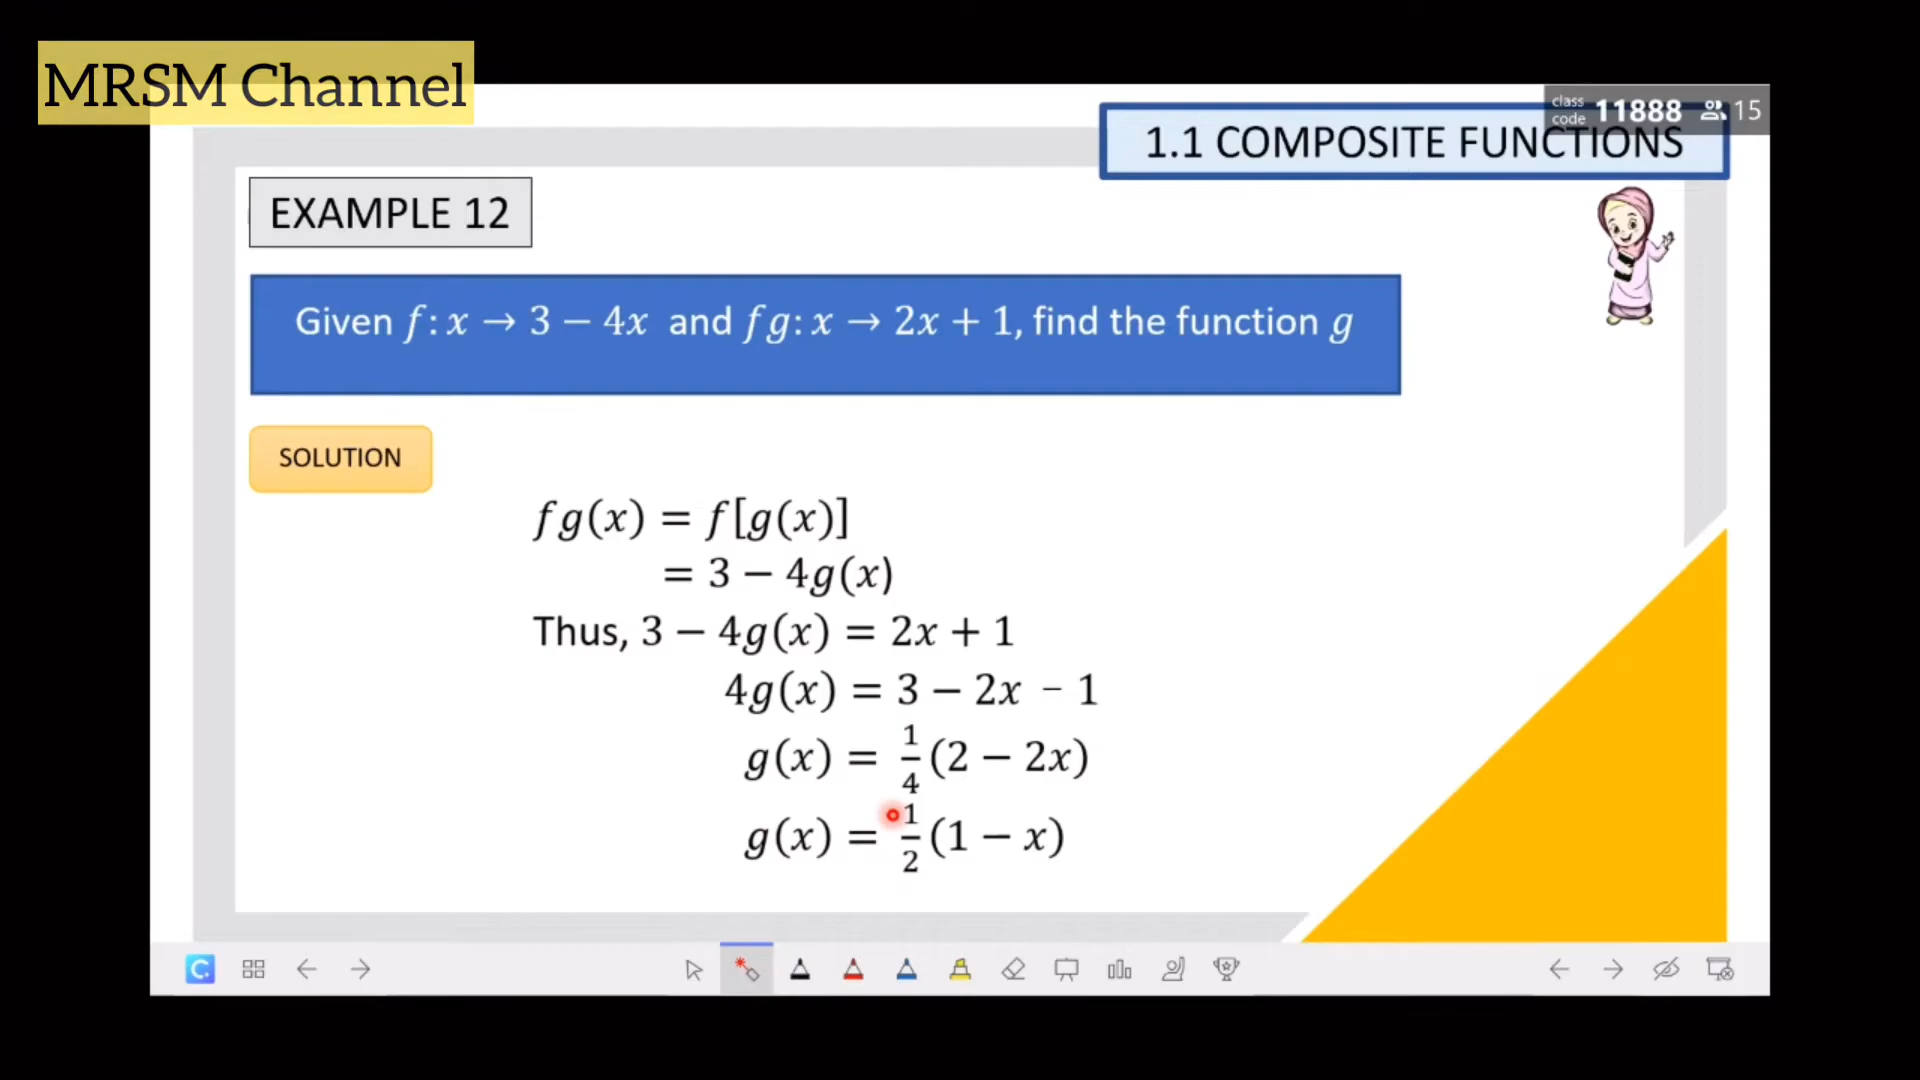 MRSM Channel
class code 11888 15
1.1 COMPOSITE FUNCTIONS
EXAMPLE 12
Given f: x → 3 − 4x and fg: x → 2x + 1, find the function g
SOLUTION
fg(x) = f[g(x)]
= 3 − 4g(x)
Thus, 3 − 4g(x) = 2x + 1
4g(x) = 3 − 2x - 1
g(x) = 1/4 (2 − 2x)
g(x) = 1/2 (1 − x)